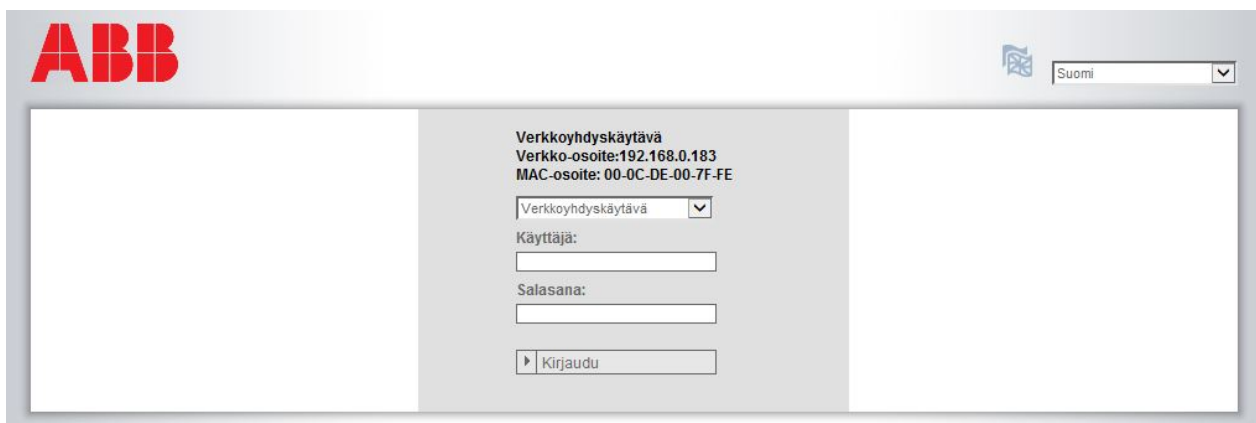 ABB
Suomi
Verkkoyhdyskäytävä
Verkko-osoite:192.168.0.183
MAC-osoite: 00-0C-DE-00-7F-FE
Verkkoyhdyskäytävä
Käyttäjä:
Salasana:
Kirjaudu